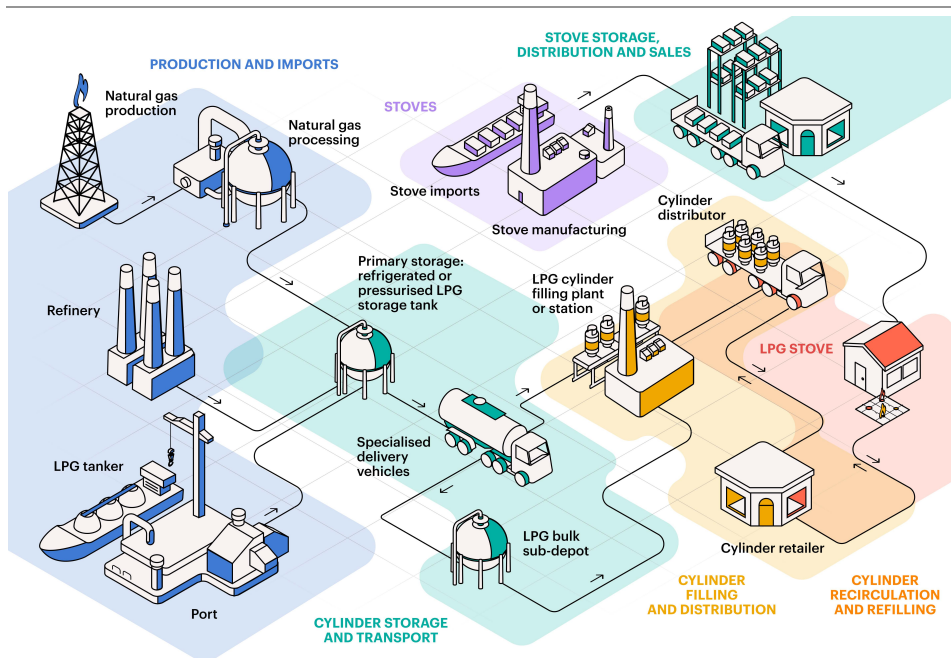 STOVE STORAGE,
DISTRIBUTION AND SALES
PRODUCTION AND IMPORTS
Natural gas
production
STOVES
Natural gas
processing
Stove imports
Cylinder
distributor
Stove manufacturing
Primary storage:
refrigerated or
pressurised LPG
storage tank
LPG cylinder
filling plant
or station
Refinery
LPG STOVE
Specialised
delivery
vehicles
LPG tanker
LPG bulk
sub-depot
Cylinder retailer
Port
CYLINDER STORAGE
AND TRANSPORT
CYLINDER
FILLING
AND DISTRIBUTION
CYLINDER
RECIRCULATION
AND REFILLING